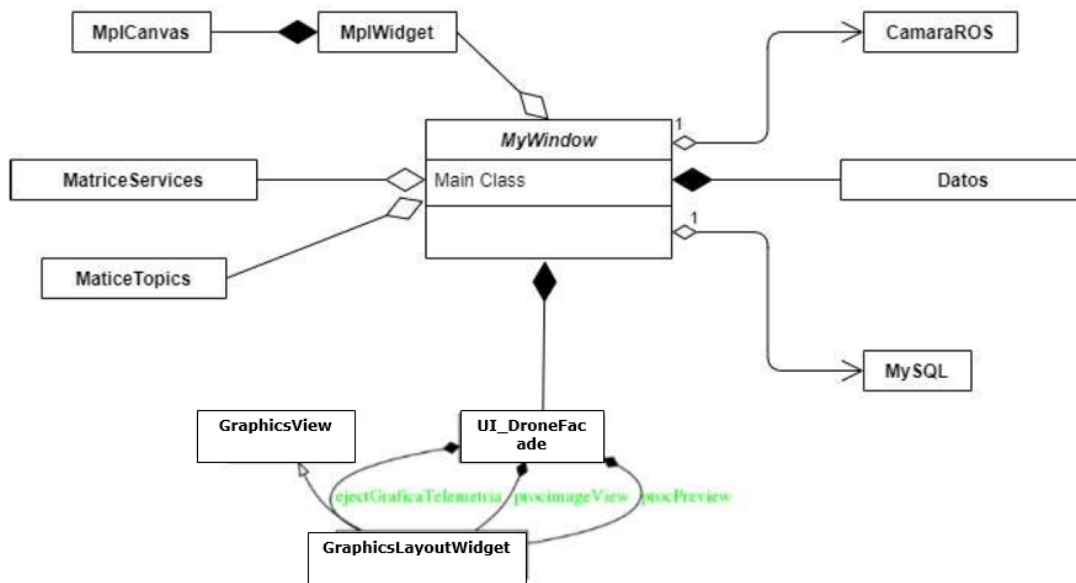 MplCanvas
MplWidget
CamaraROS
1
MyWindow
MatriceServices
Main Class
Datos
1
MaticeTopics
MySQL
GraphicsView
UI_DroneFac
ade
ejectGraficaTelemetria
procimageView
procPreview
GraphicsLayoutWidget